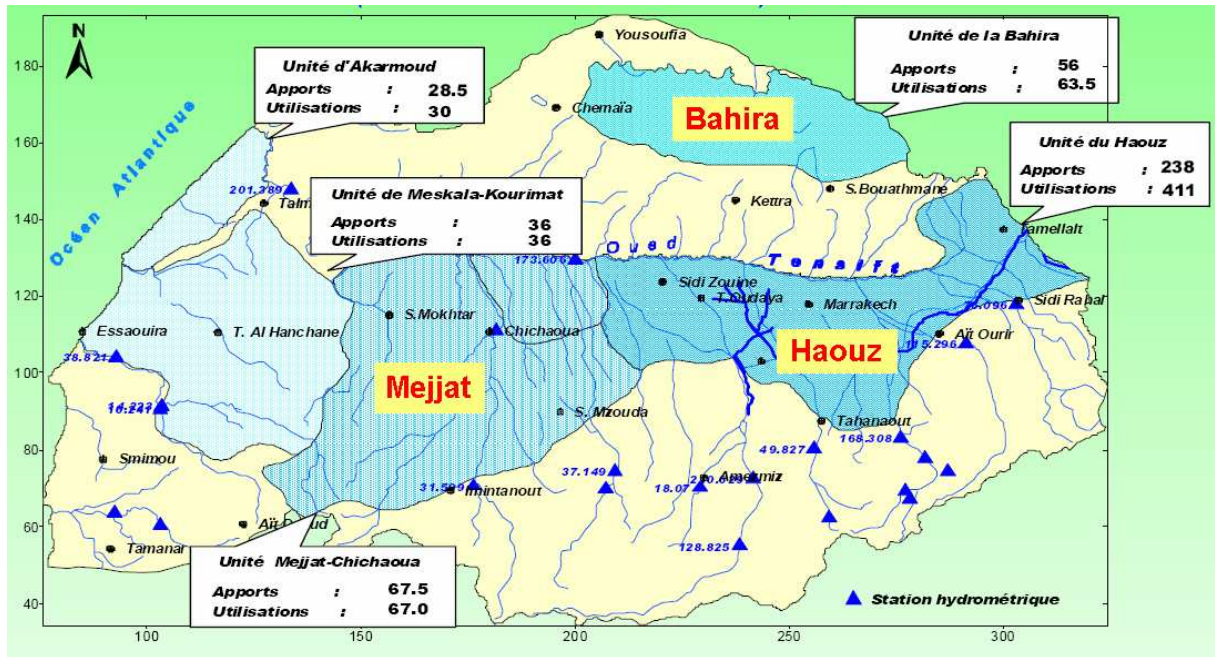 N
Yousoufia
Unité de la Bahira
Apports : 56
Utilisations : 63.5
180
Unité d'Akarmoud
Apports : 28.5
Utilisations : 30
Chemaïa
Bahira
160
Océan Atlantique
Unité du Haouz
Apports : 238
Utilisations : 411
201.389
Unité de Meskala-Kourimat
Apports : 36
Utilisations : 36
S.Bouathmane
Kettra
140
Tamellalt
173.606
Oued
Tensift
Sidi Zouine
T.Oudaya
Marrakech
Sidi Rahal
120
S.Mokhtar
Chichaoua
Essaouira
T. Al Hanchane
Aït Ourir
115.296
38.821
Haouz
Mejjat
100
S. Mzouda
Tahanaout
168.308
49.827
80
Smimou
37.149
18.07
Imintanout
60
Tamanar
128.825
Unité Mejjat-Chichaoua
Apports : 67.5
Utilisations : 67.0
Station hydrométrique
40
100
150
200
250
300